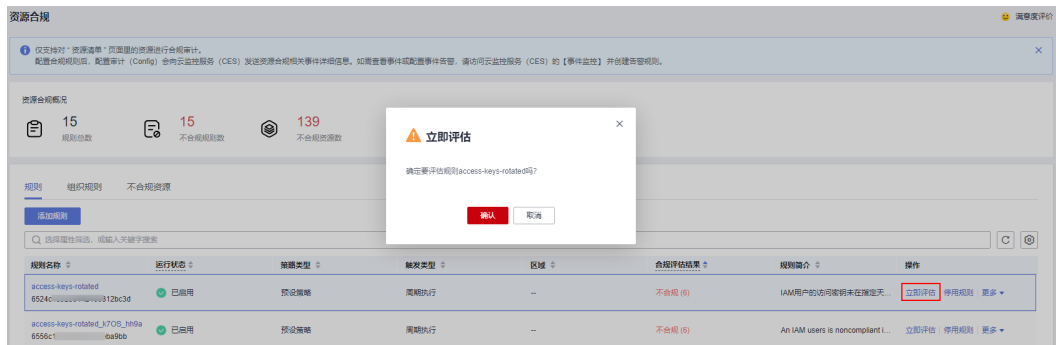 资源合规
满意度评价
仅支持对“资源清单”页面里的资源进行合规审计。
配置合规规则后，配置审计（Config）会向云监控服务（CES）发送资源合规相关事件详细信息。如需查看事件或配置事件告警，请访问云监控服务（CES）的【事件监控】并创建告警规则。
资源合规概况
15
规则总数
15
不合规规则数
139
不合规资源数
立即评估
确定要评估规则access-keys-rotated吗?
确认
取消
规则
组织规则
不合规资源
添加规则
选择属性筛选，或输入关键字搜索
规则名称 运行状态 策略类型 触发类型 区域 合规评估结果 规则简介 操作
access-keys-rotated
已启用 预设策略 周期执行 -- 不合规 (6) IAM用户的访问密钥未在指定天... 立即评估 停用规则 更多
6524c 312bc3d
access-keys-rotated_k7OS_hh9a
已启用 预设策略 周期执行 -- 不合规 (6) An IAM users is noncompliant i... 立即评估 停用规则 更多
6556c1 ba9bb